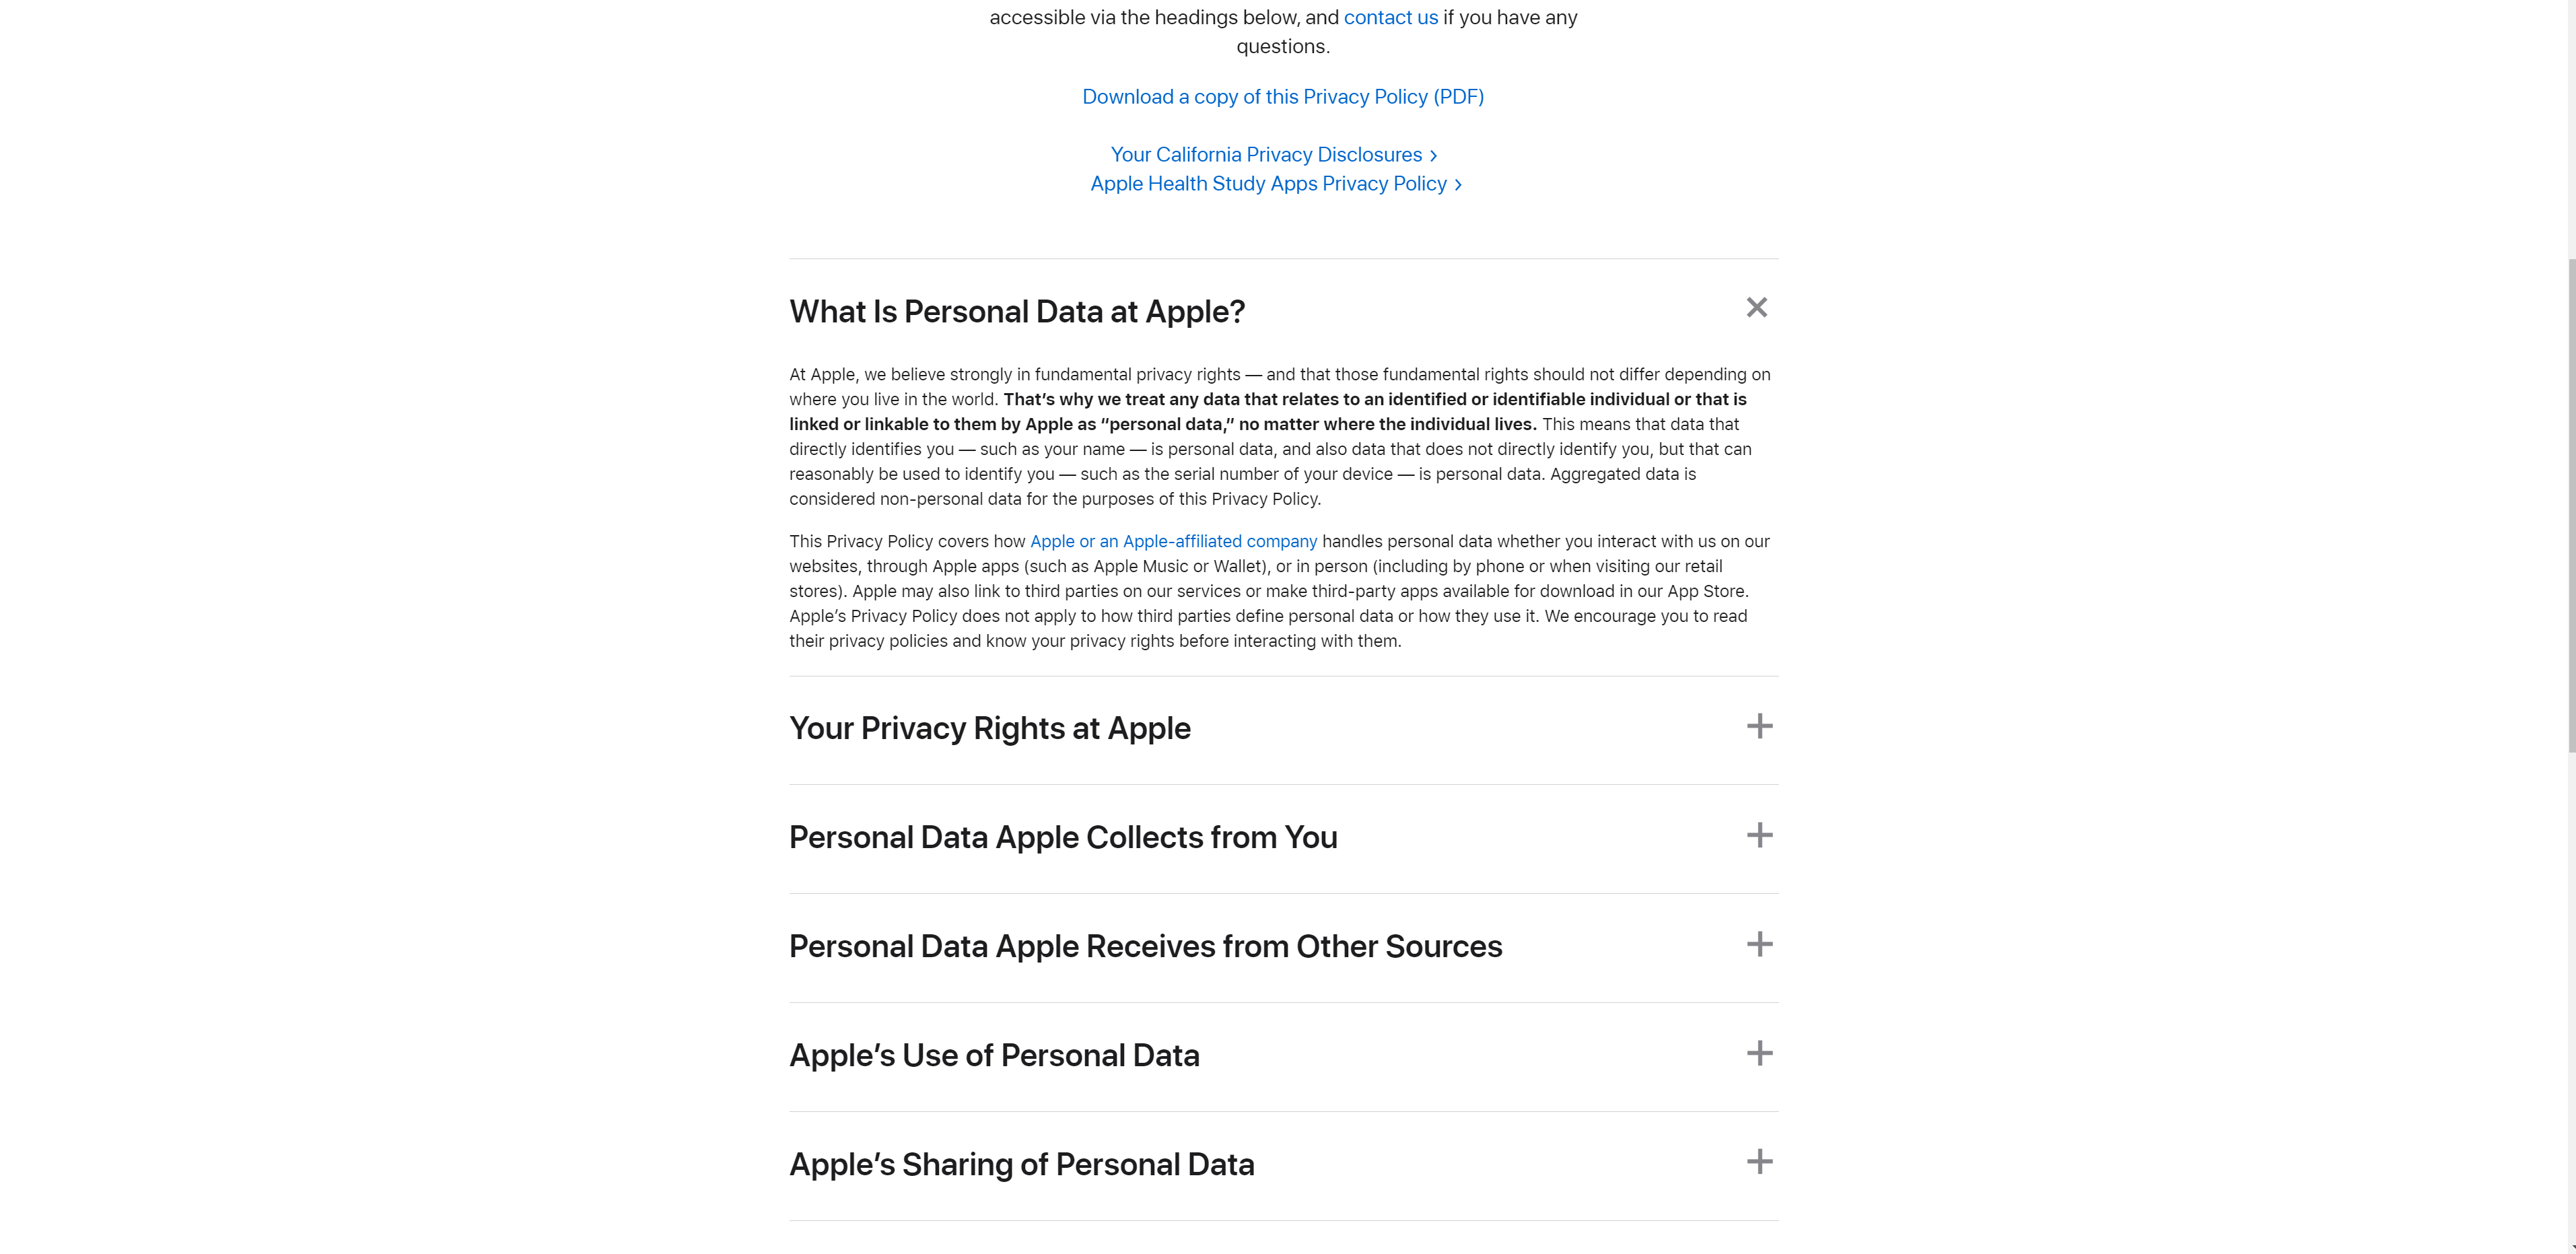 accessible via the headings below, and contact us if you have any
questions.
Download a copy of this Privacy Policy (PDF)
Your California Privacy Disclosures
Apple Health Study Apps Privacy Policy
What Is Personal Data at Apple?
At Apple, we believe strongly in fundamental privacy rights — and that those fundamental rights should not differ depending on
where you live in the world. That’s why we treat any data that relates to an identified or identifiable individual or that is
linked or linkable to them by Apple as “personal data,” no matter where the individual lives. This means that data that
directly identifies you — such as your name — is personal data, and also data that does not directly identify you, but that can
reasonably be used to identify you — such as the serial number of your device — is personal data. Aggregated data is
considered non-personal data for the purposes of this Privacy Policy.
This Privacy Policy covers how Apple or an Apple-affiliated company handles personal data whether you interact with us on our
websites, through Apple apps (such as Apple Music or Wallet), or in person (including by phone or when visiting our retail
stores). Apple may also link to third parties on our services or make third-party apps available for download in our App Store.
Apple’s Privacy Policy does not apply to how third parties define personal data or how they use it. We encourage you to read
their privacy policies and know your privacy rights before interacting with them.
Your Privacy Rights at Apple
Personal Data Apple Collects from You
Personal Data Apple Receives from Other Sources
Apple’s Use of Personal Data
Apple’s Sharing of Personal Data